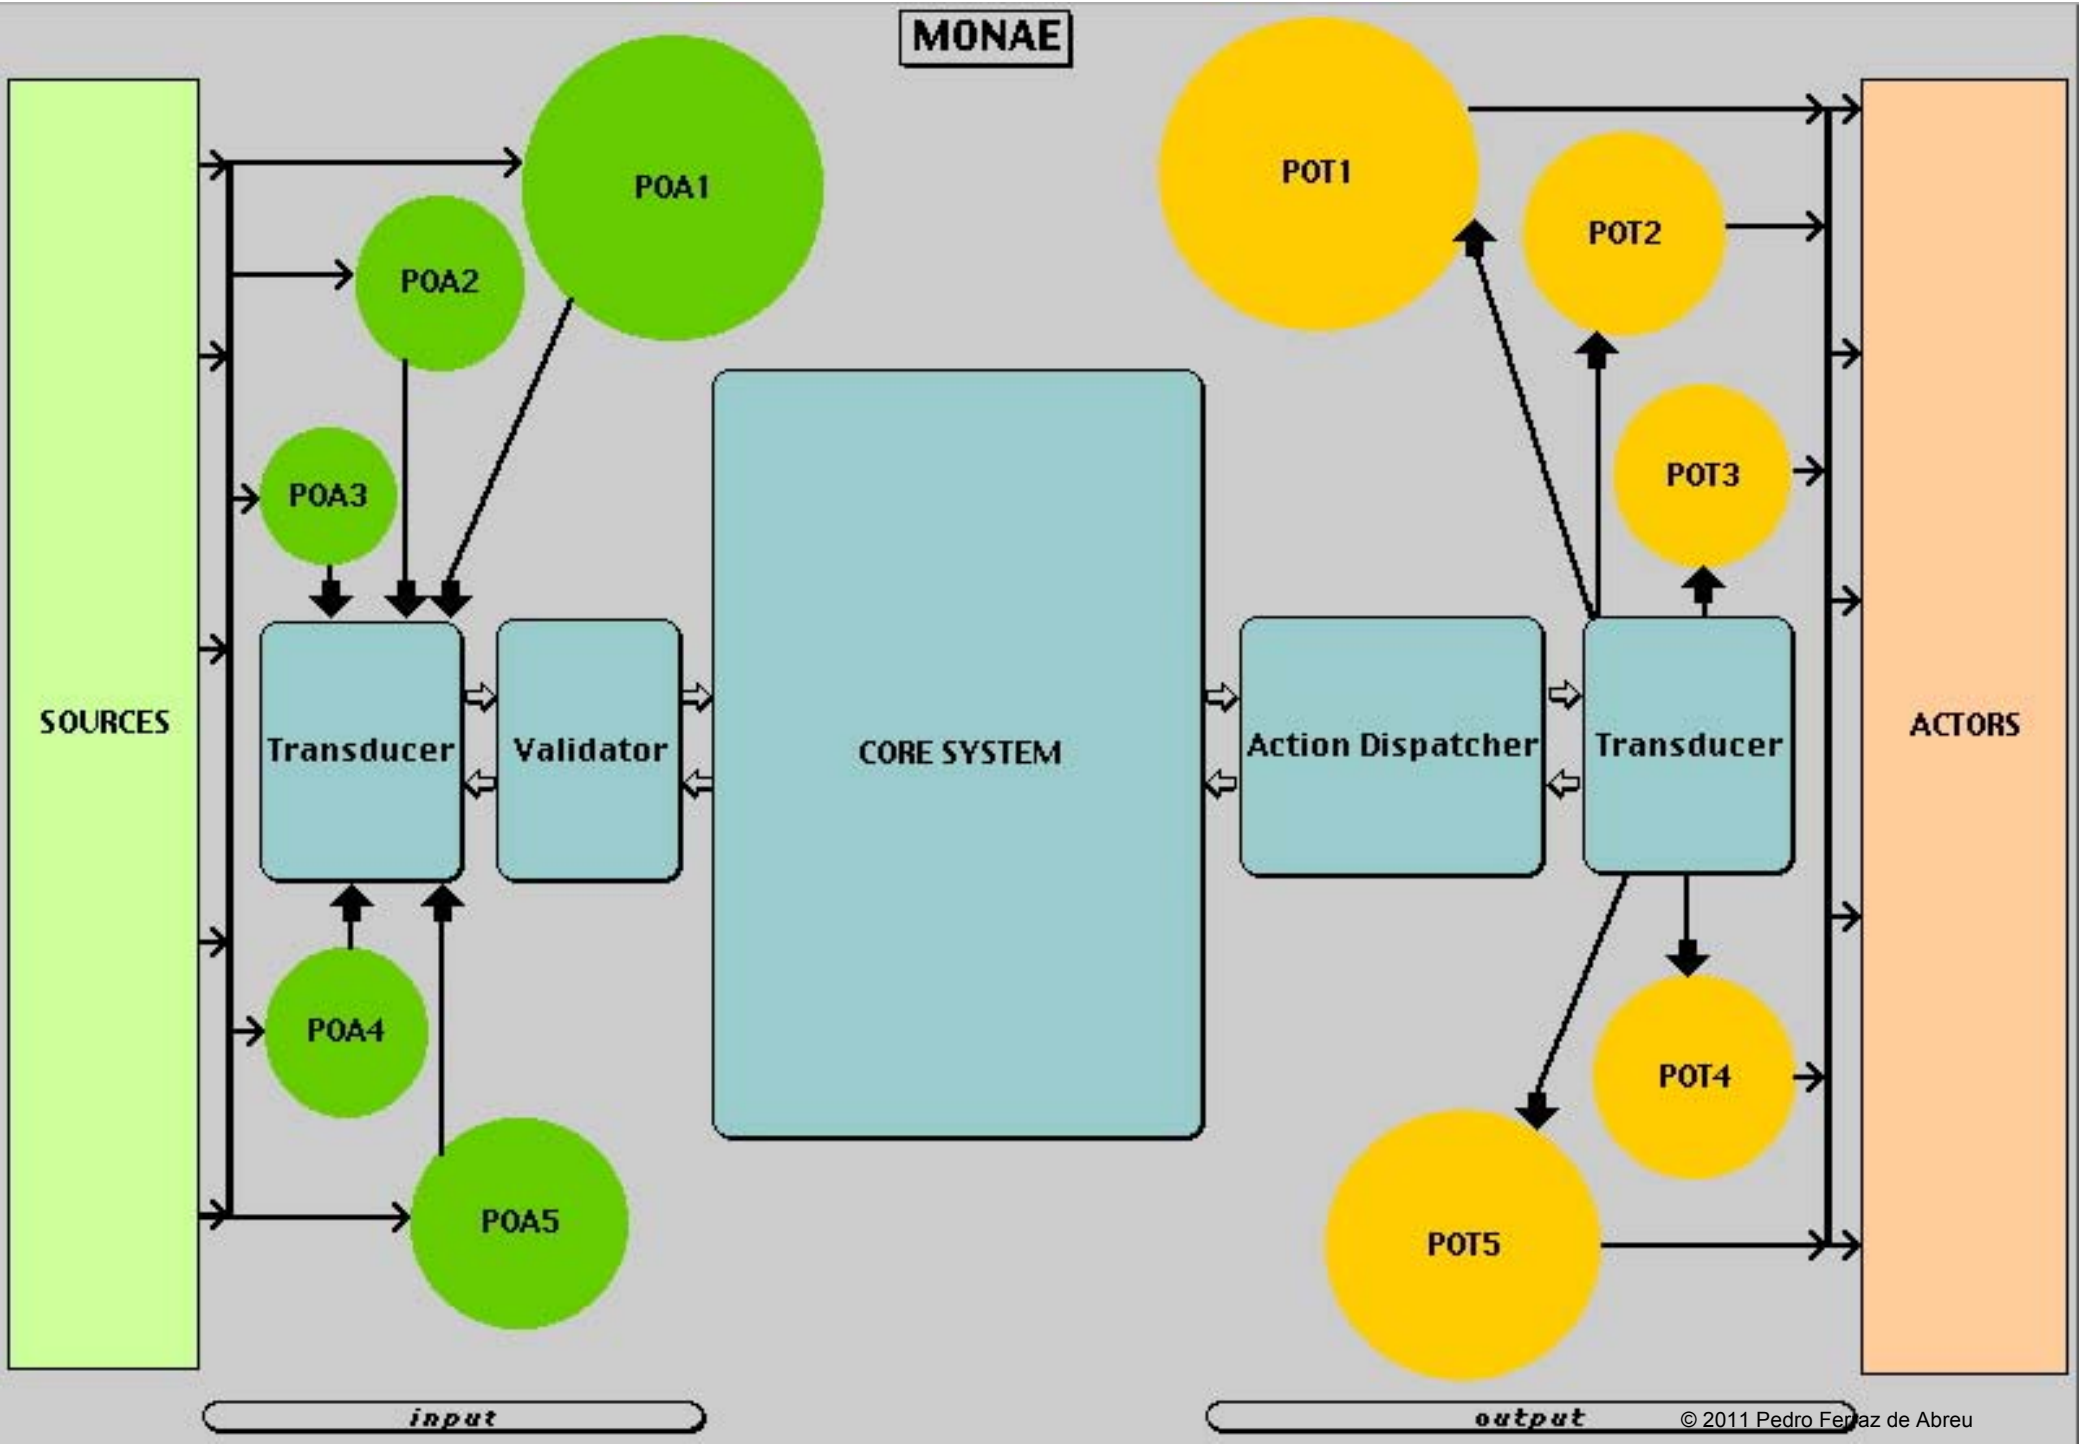 MONAE
SOURCES
POA1
POA2
POA3
Transducer
Validator
POA4
POA5
CORE SYSTEM
POT1
POT2
POT3
Action Dispatcher
Transducer
POT4
POT5
ACTORS
input
output
© 2011 Pedro Ferraz de Abreu